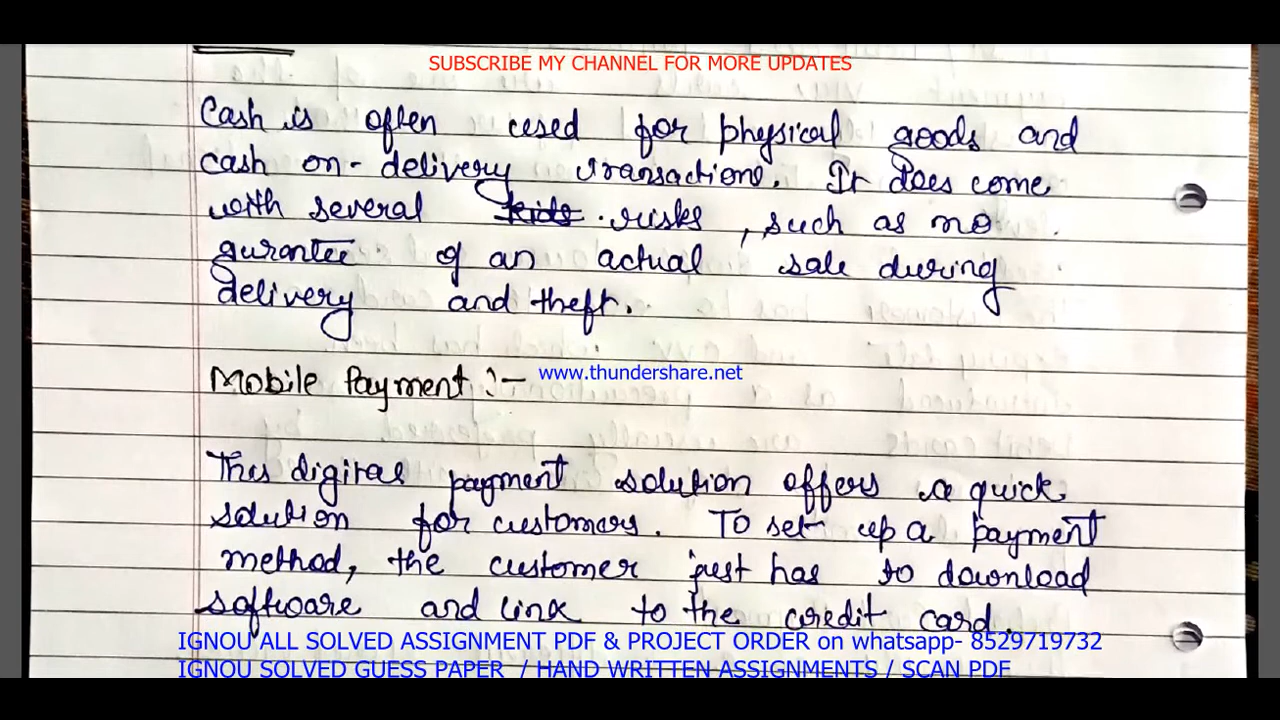 SUBSCRIBE MY CHANNEL FOR MORE UPDATES
Cash is often used for physical goods and
cash on-delivery transactions. It does come
with several risks, such as no
gurantee of an actual sale during
delivery and theft.
Mobile Payment :-
www.thundershare.net
This digital payment solution offers a quick
solution for customers. To set up a payment
method, the customer just has to download
software and link to the credit card.
IGNOU ALL SOLVED ASSIGNMENT PDF & PROJECT ORDER on whatsapp- 8529719732
IGNOU SOLVED GUESS PAPER / HAND WRITTEN ASSIGNMENTS / SCAN PDF